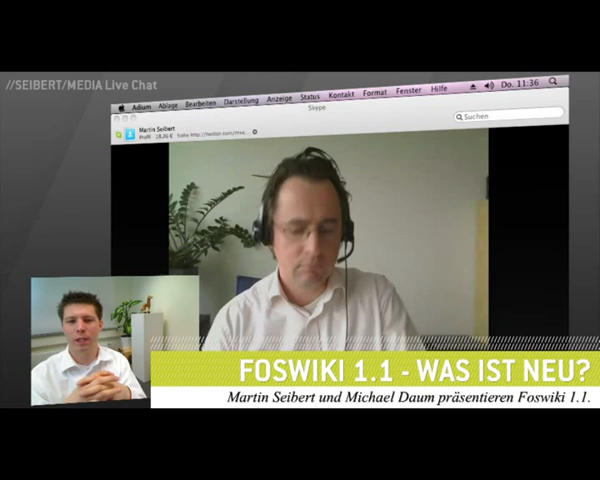 //SEIBERT/MEDIA Live Chat
Adium Ablage Bearbeiten Darstellung Anzeige Status Kontakt Format Fenster Hilfe Do. 11:36
Skype
Martin Seibert
Suchen
FOSWIKI 1.1 - WAS IST NEU?
Martin Seibert und Michael Daum präsentieren Foswiki 1.1.